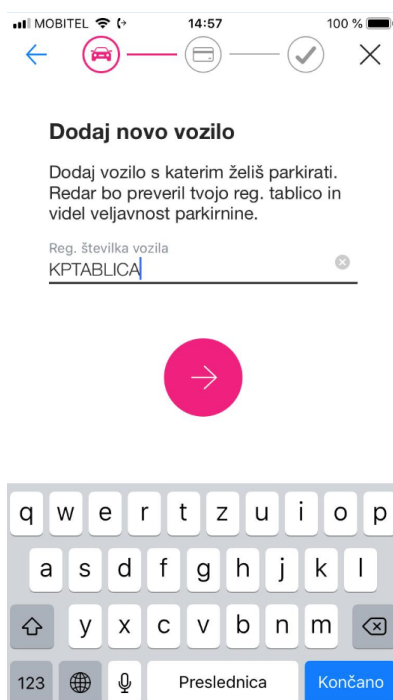 MOBITEL 14:57 100 %
Dodaj novo vozilo
Dodaj vozilo s katerim želiš parkirati.
Redar bo preveril tvojo reg. tablico in
videl veljavnost parkirnine.
Reg. številka vozila
KPTABLICA
q w e r t z u i o p
a s d f g h j k l
y x c v b n m
123 Preslednica Končano